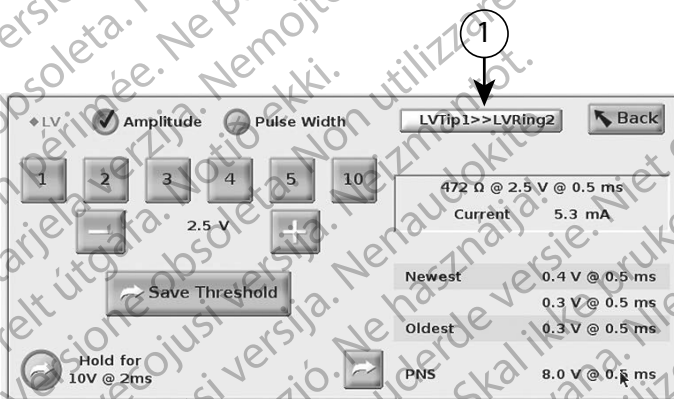 1
LV
Amplitude
Pulse Width
LVTip1>>LVRing2
Back
1 2 3 4 5 10
472 Ω @ 2.5 V @ 0.5 ms
Current 5.3 mA
2.5 V
Save Threshold
Newest 0.4 V @ 0.5 ms
0.3 V @ 0.5 ms
Oldest 0.3 V @ 0.5 ms
Hold for
10V @ 2ms
PNS 8.0 V @ 0.5 ms